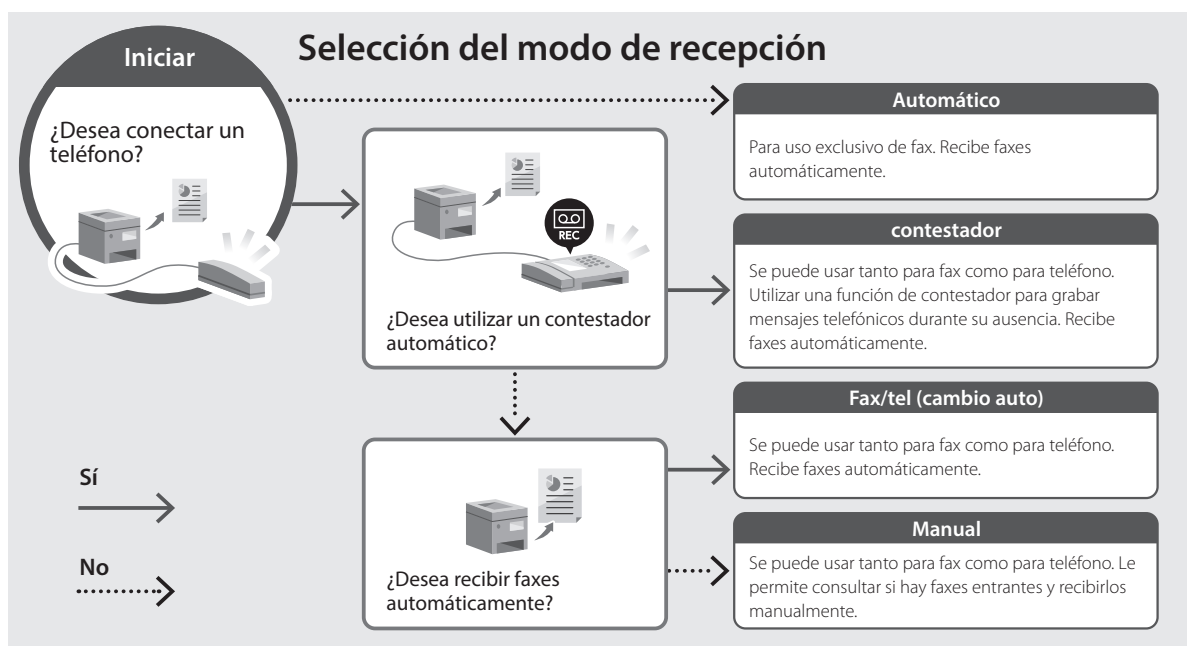 Selección del modo de recepción
Iniciar
¿Desea conectar un
teléfono?
REC
¿Desea utilizar un contestador
automático?
¿Desea recibir faxes
automáticamente?
Automático
Para uso exclusivo de fax. Recibe faxes
automáticamente.
contestador
Se puede usar tanto para fax como para teléfono.
Utilizar una función de contestador para grabar
mensajes telefónicos durante su ausencia. Recibe
faxes automáticamente.
Fax/tel (cambio auto)
Se puede usar tanto para fax como para teléfono.
Recibe faxes automáticamente.
Manual
Se puede usar tanto para fax como para teléfono. Le
permite consultar si hay faxes entrantes y recibirlos
manualmente.
Sí
No